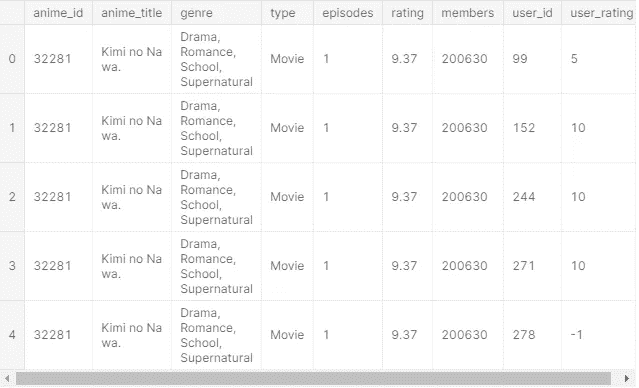 anime_id anime_title genre type episodes rating members user_id user_rating
0 32281 Kimi no Na wa. Drama, Romance, School, Supernatural Movie 1 9.37 200630 99 5
1 32281 Kimi no Na wa. Drama, Romance, School, Supernatural Movie 1 9.37 200630 152 10
2 32281 Kimi no Na wa. Drama, Romance, School, Supernatural Movie 1 9.37 200630 244 10
3 32281 Kimi no Na wa. Drama, Romance, School, Supernatural Movie 1 9.37 200630 271 10
4 32281 Kimi no Na wa. Drama, Romance, School, Supernatural Movie 1 9.37 200630 278 -1